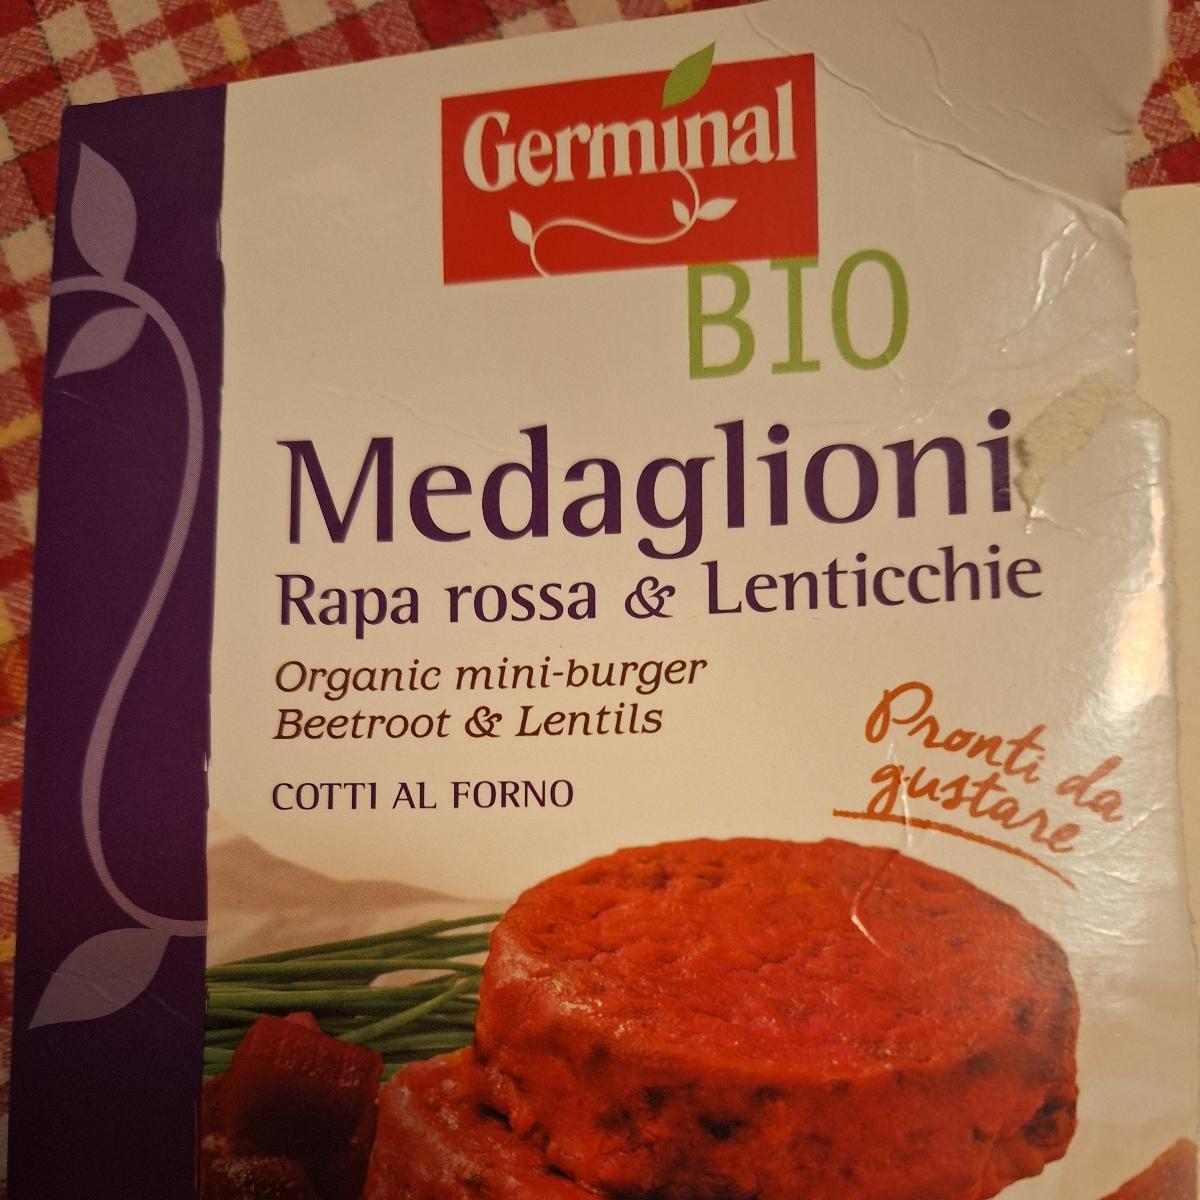 Germinal
BIO
Medaglioni
Rapa rossa & Lenticchie
Organic mini-burger
Beetroot & Lentils
COTTI AL FORNO
Pronti da
gustare